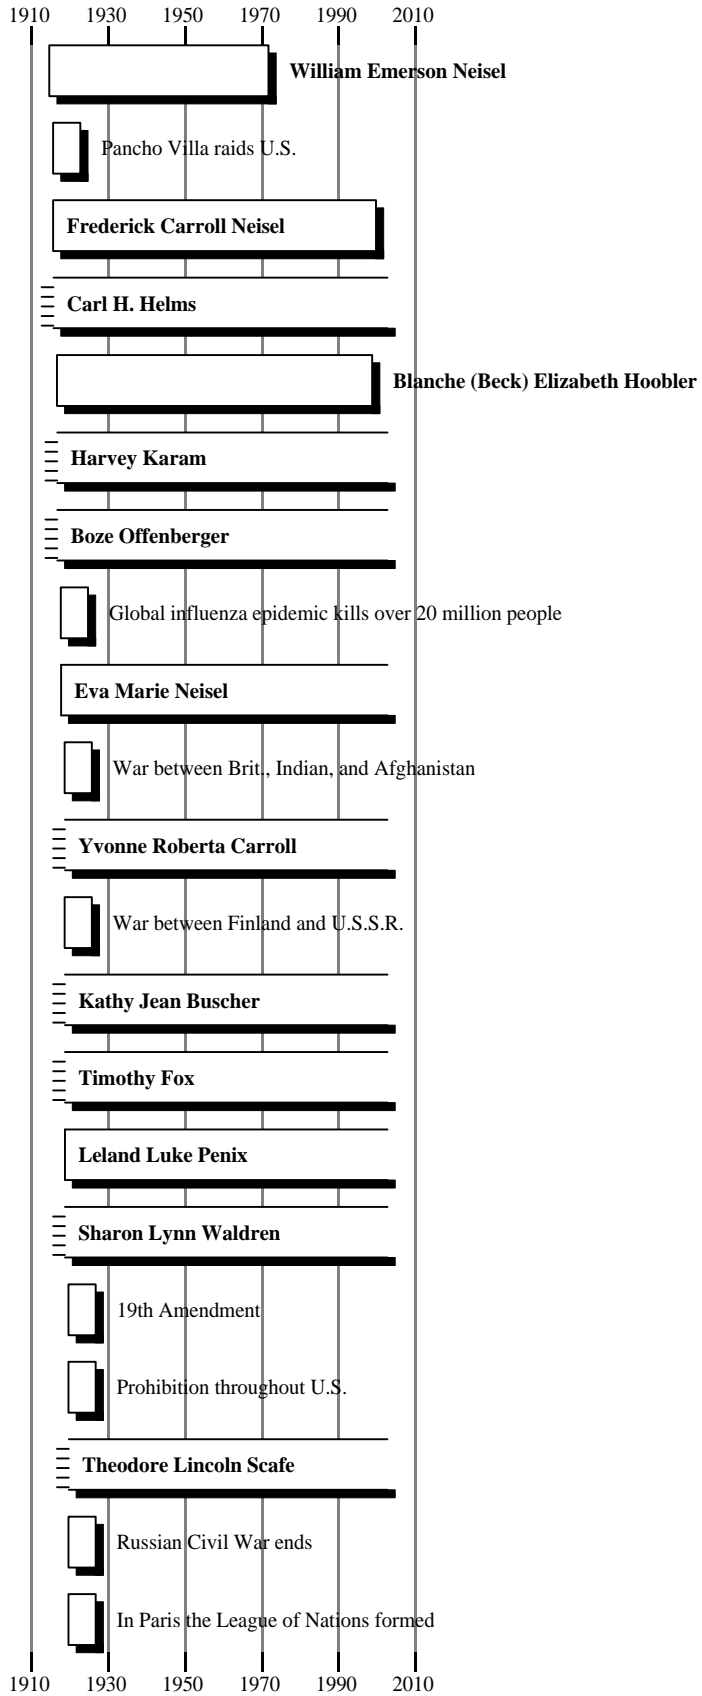 1910 1930 1950 1970 1990 2010
William Emerson Neisel
Pancho Villa raids U.S.
Frederick Carroll Neisel
Carl H. Helms
Blanche (Beck) Elizabeth Hoobler
Harvey Karam
Boze Offenberger
Global influenza epidemic kills over 20 million people
Eva Marie Neisel
War between Brit., Indian, and Afghanistan
Yvonne Roberta Carroll
War between Finland and U.S.S.R.
Kathy Jean Buscher
Timothy Fox
Leland Luke Penix
Sharon Lynn Waldren
19th Amendment
Prohibition throughout U.S.
Theodore Lincoln Scafe
Russian Civil War ends
In Paris the League of Nations formed
1910 1930 1950 1970 1990 2010